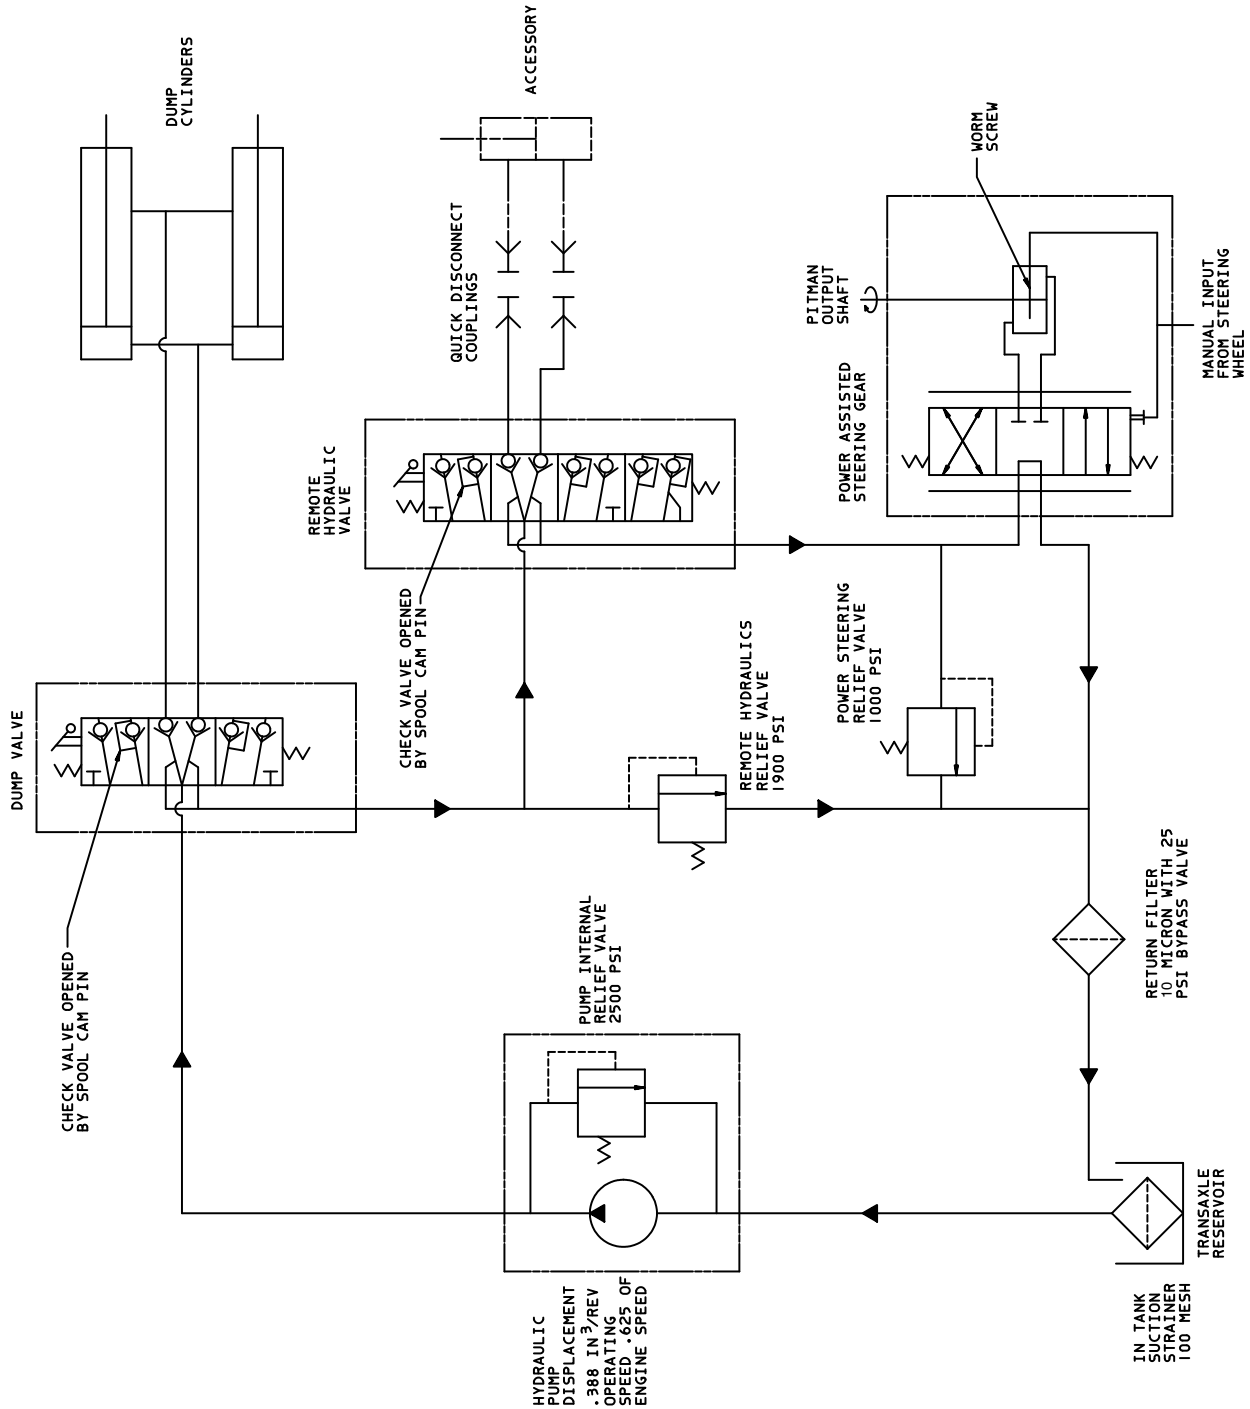 DUMP
CYLINDERS
ACCESSORY
DUMP VALVE
REMOTE
HYDRAULIC
VALVE
QUICK DISCONNECT
COUPLINGS
WORM
SCREW
PITMAN
OUTPUT
SHAFT
MANUAL INPUT
FROM STEERING
WHEEL
POWER ASSISTED
STEERING GEAR
CHECK VALVE OPENED
BY SPOOL CAM PIN
CHECK VALVE OPENED
BY SPOOL CAM PIN
REMOTE HYDRAULICS
RELIEF VALVE
1900 PSI
POWER STEERING
RELIEF VALVE
1000 PSI
PUMP INTERNAL
RELIEF VALVE
2500 PSI
RETURN FILTER
10 MICRON WITH 25
PSI BYPASS VALVE
HYDRAULIC
PUMP
DISPLACEMENT
.388 IN³/REV
OPERATING
SPEED .625 OF
ENGINE SPEED
TRANSAXLE
RESERVOIR
IN TANK
SUCTION
STRAINER
100 MESH